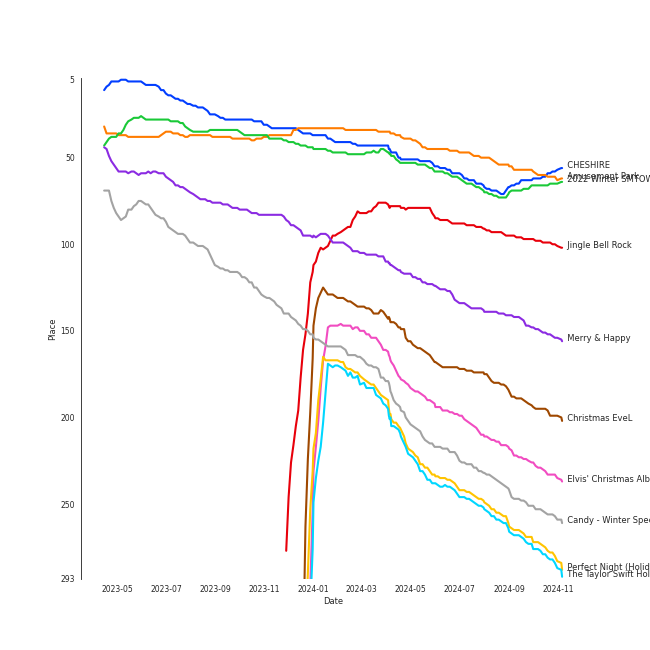 5
50
100
150
200
250
293
Place
2023-05
2023-07
2023-09
2023-11
2024-01
2024-03
2024-05
2024-07
2024-09
2024-11
Date
CHESHIRE
Amusement Park
2022 Winter SMTOW
Jingle Bell Rock
Merry & Happy
Christmas EveL
Elvis' Christmas Alb
Candy - Winter Spec
Perfect Night (Holid
The Taylor Swift Hol